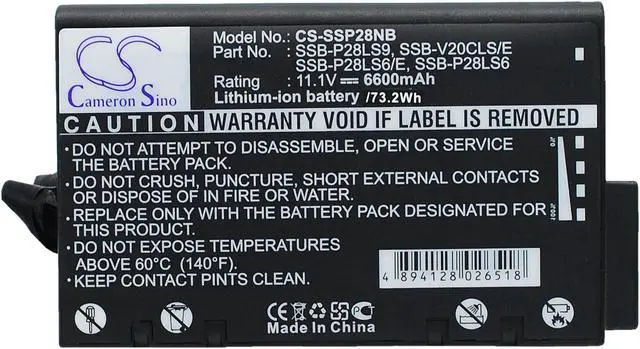 Cameron Sino
Model No.: CS-SSP28NB
Part No.: SSB-P28LS9, SSB-V20CLS/E
SSB-P28LS6/E, SSB-P28LS6
Rating : 11.1V⎓ 6600mAh
Lithium-ion battery /73.2Wh
CAUTION WARRANTY VOID IF LABEL IS REMOVED
•DO NOT ATTEMPT TO DISASSEMBLE, OPEN OR SERVICE
THE BATTERY PACK.
•DO NOT CRUSH, PUNCTURE, SHORT EXTERNAL CONTACTS
OR DISPOSE OF IN FIRE OR WATER.
•REPLACE ONLY WITH THE BATTERY PACK DESIGNATED FOR
THIS PRODUCT.
•DO NOT EXPOSE TO TEMPERATURES
ABOVE 60°C (140°F).
•KEEP CONTACT PINTS CLEAN.
4 894128 026518
CE
Made In China